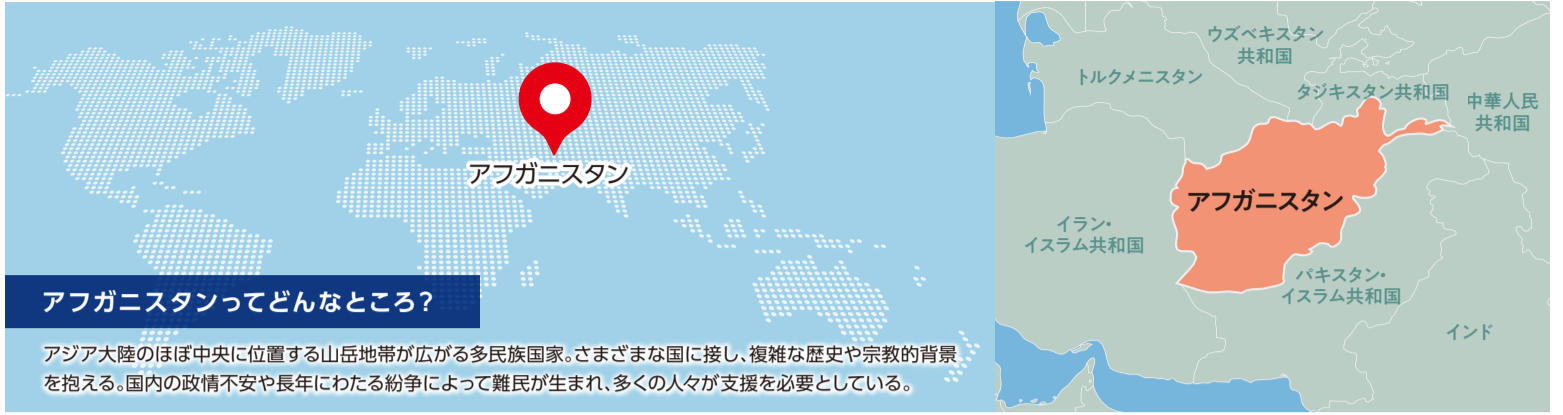 アフガニスタン
アフガニスタンってどんなところ？
アジア大陸のほぼ中央に位置する山岳地帯が広がる多民族国家。さまざまな国に接し、複雑な歴史や宗教的背景
を抱える。国内の政情不安や長年にわたる紛争によって難民が生まれ、多くの人々が支援を必要としている。
ウズベキスタン
共和国
トルクメニスタン
タジキスタン共和国
中華人民
共和国
アフガニスタン
イラン・
イスラム共和国
パキスタン・
イスラム共和国
インド